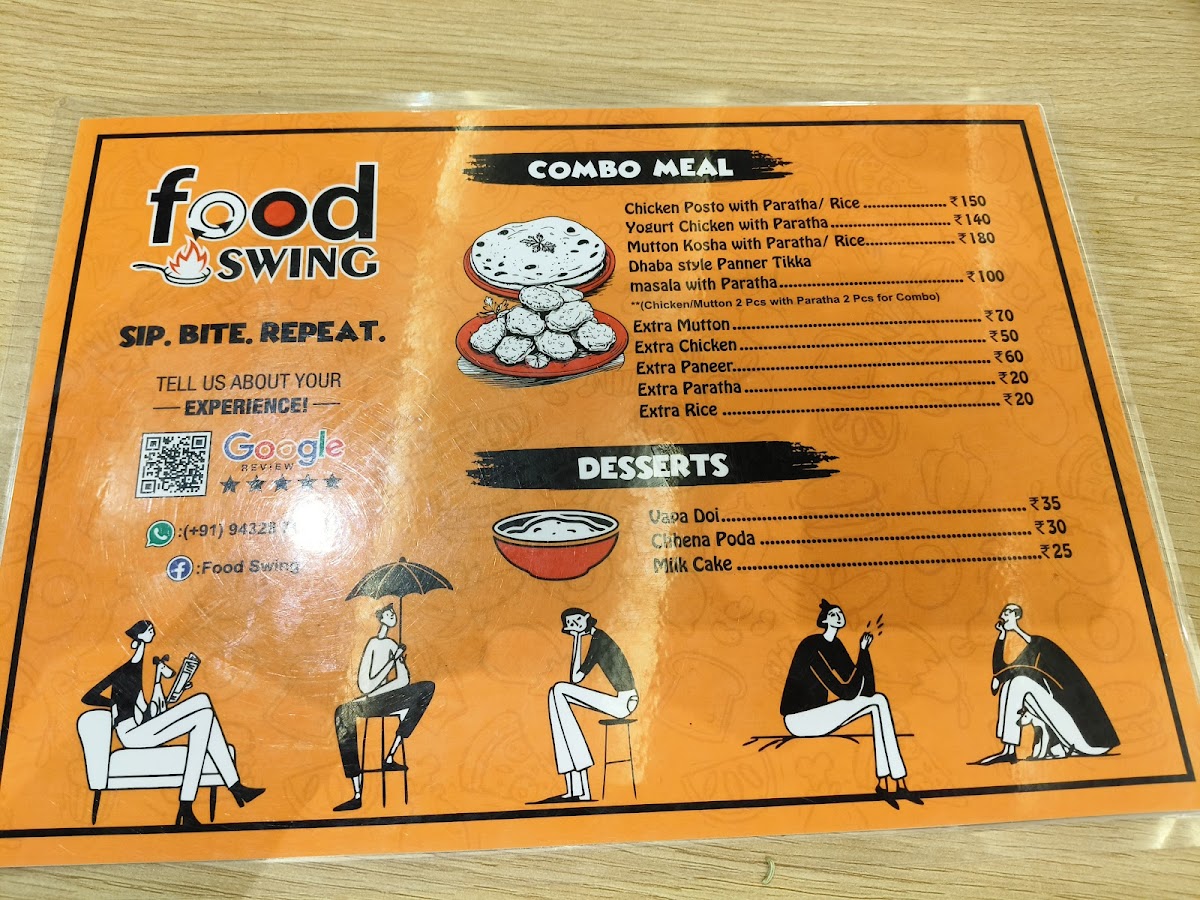 food
SWING
SIP. BITE. REPEAT.
TELL US ABOUT YOUR
EXPERIENCE!
Google
REVIEW
:(+91) 94328
:Food Swing
COMBO MEAL
Chicken Posto with Paratha/ Rice ................... ₹150
Yogurt Chicken with Paratha ............................ ₹140
Mutton Kosha with Paratha/ Rice.................... ₹180
Dhaba style Panner Tikka
masala with Paratha........................................ ₹100
**(Chicken/Mutton 2 Pcs with Paratha 2 Pcs for Combo)
Extra Mutton ........................................ ₹70
Extra Chicken ........................................ ₹50
Extra Paneer........................................ ₹60
Extra Paratha ........................................ ₹20
Extra Rice ........................................ ₹20
DESSERTS
Vapa Doi........................................ ₹35
Chhena Poda ........................................ ₹30
Milk Cake ........................................ ₹25